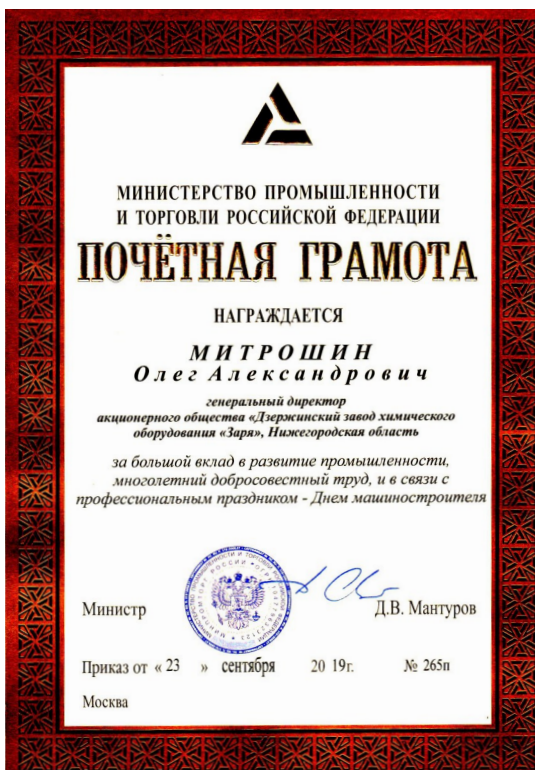 МИНИСТЕРСТВО ПРОМЫШЛЕННОСТИ
И ТОРГОВЛИ РОССИЙСКОЙ ФЕДЕРАЦИИ
ПОЧЁТНАЯ ГРАМОТА
НАГРАЖДАЕТСЯ
МИТРОШИН
Олег Александрович
генеральный директор
акционерного общества «Дзержинский завод химического
оборудования «Заря», Нижегородская область
за большой вклад в развитие промышленности,
многолетний добросовестный труд, и в связи с
профессиональным праздником - Днем машиностроителя
Министр
Д.В. Мантуров
Приказ от « 23 » сентября 20 19г. № 265п
Москва